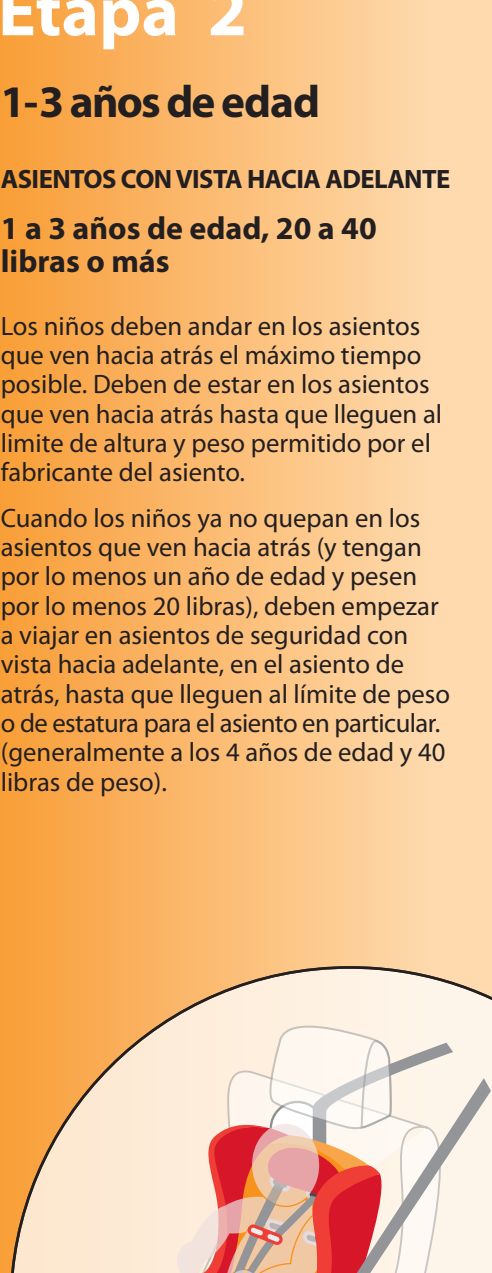 Etapa 2
1-3 años de edad
ASIENTOS CON VISTA HACIA ADELANTE
1 a 3 años de edad, 20 a 40
libras o más
Los niños deben andar en los asientos
que ven hacia atrás el máximo tiempo
posible. Deben de estar en los asientos
que ven hacia atrás hasta que lleguen al
limite de altura y peso permitido por el
fabricante del asiento.
Cuando los niños ya no quepan en los
asientos que ven hacia atrás (y tengan
por lo menos un año de edad y pesen
por lo menos 20 libras), deben empezar
a viajar en asientos de seguridad con
vista hacia adelante, en el asiento de
atrás, hasta que lleguen al límite de peso
o de estatura para el asiento en particular.
(generalmente a los 4 años de edad y 40
libras de peso).